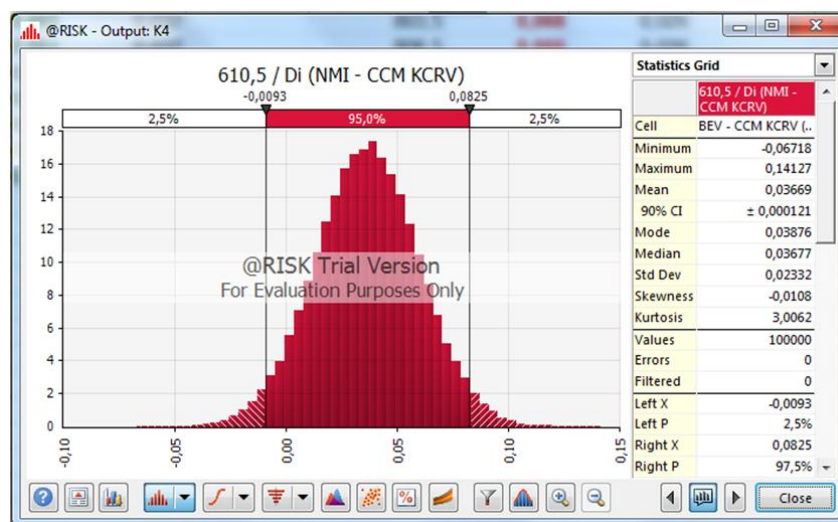 @RISK - Output: K4
610,5 / Di (NMI - CCM KCRV)
-0,0093 0,0825
2,5% 95,0% 2,5%
18
16
14
12
10
8
6
4
2
0
-0,10 -0,05 0,00 0,05 0,10 0,15
@RISK Trial Version
For Evaluation Purposes Only
Statistics Grid
610,5 / Di (NMI -
CCM KCRV)
Cell BEV - CCM KCRV (..
Minimum -0,06718
Maximum 0,14127
Mean 0,03669
90% CI ± 0,000121
Mode 0,03876
Median 0,03677
Std Dev 0,02332
Skewness -0,0108
Kurtosis 3,0062
Values 100000
Errors 0
Filtered 0
Left X -0,0093
Left P 2,5%
Right X 0,0825
Right P 97,5%
Close